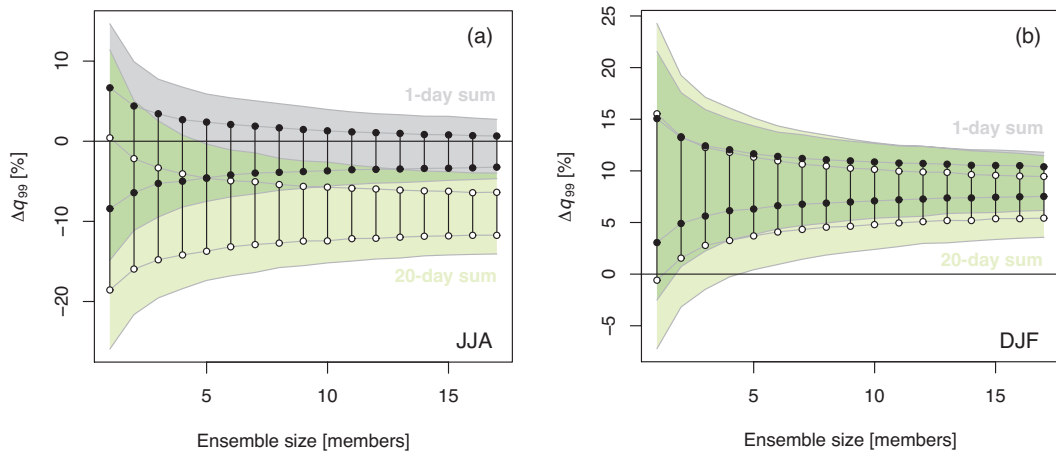 (a)
1-day sum
20-day sum
JJA
10
0
−10
−20
Δq99 [%]
5
10
15
Ensemble size [members]
(b)
1-day sum
20-day sum
DJF
25
20
15
10
5
0
−5
Δq99 [%]
5
10
15
Ensemble size [members]